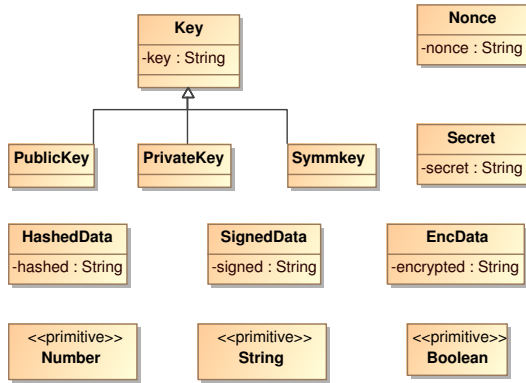 Key
-key : String
Nonce
-nonce : String
PublicKey
PrivateKey
Symmkey
Secret
-secret : String
HashedData
-hashed : String
SignedData
-signed : String
EncData
-encrypted : String
<<primitive>>
Number
<<primitive>>
String
<<primitive>>
Boolean